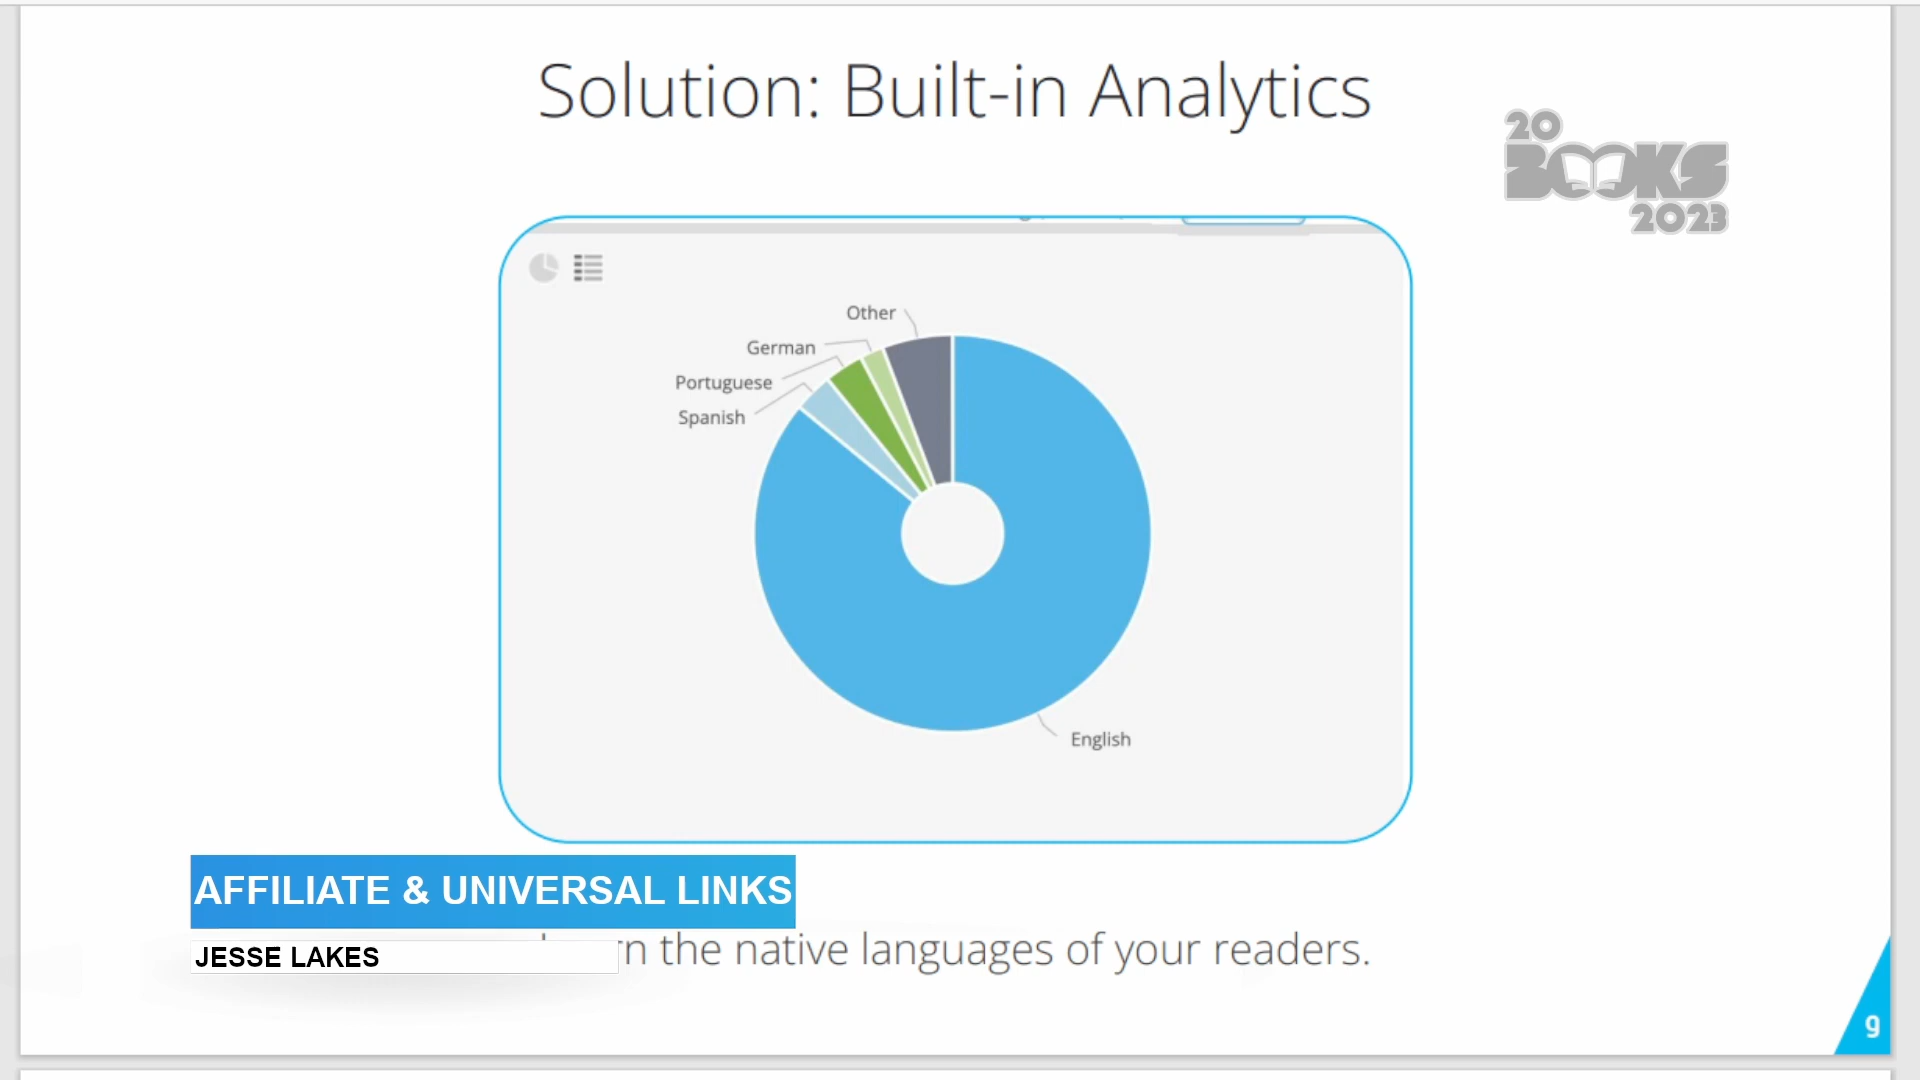 Solution: Built-in Analytics
20
BOOKS
2023
Other
German
Portuguese
Spanish
English
AFFILIATE & UNIVERSAL LINKS
JESSE LAKES
the native languages of your readers.
9